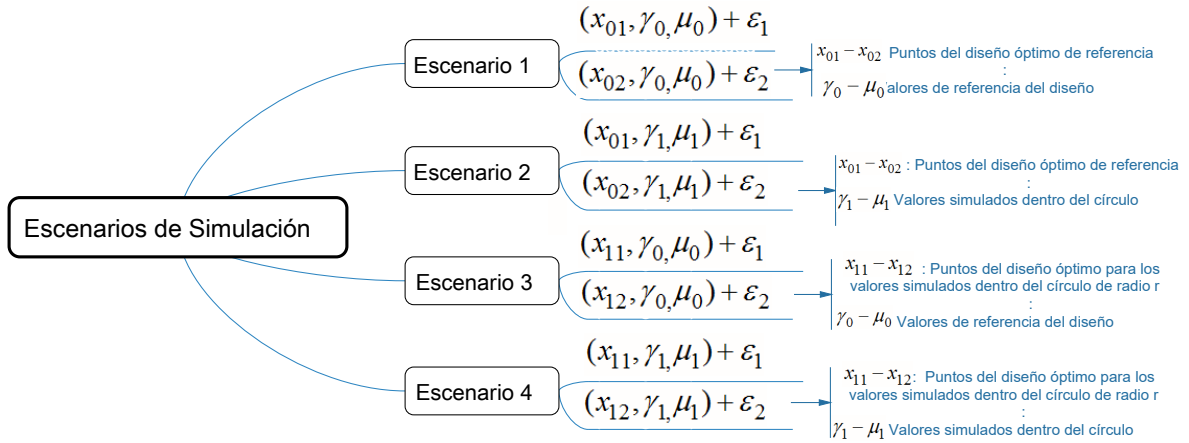 Escenarios de Simulación
Escenario 1
(x₀₁, γ₀, μ₀) + ε₁
(x₀₂, γ₀, μ₀) + ε₂
x₀₁ − x₀₂ Puntos del diseño óptimo de referencia
:
γ₀ − μ₀ alores de referencia del diseño
Escenario 2
(x₀₁, γ₁, μ₁) + ε₁
(x₀₂, γ₁, μ₁) + ε₂
x₀₁ − x₀₂ : Puntos del diseño óptimo de referencia
:
γ₁ − μ₁ Valores simulados dentro del círculo
Escenario 3
(x₁₁, γ₀, μ₀) + ε₁
(x₁₂, γ₀, μ₀) + ε₂
x₁₁ − x₁₂ : Puntos del diseño óptimo para los
valores simulados dentro del círculo de radio r
:
γ₀ − μ₀ Valores de referencia del diseño
Escenario 4
(x₁₁, γ₁, μ₁) + ε₁
(x₁₂, γ₁, μ₁) + ε₂
x₁₁ − x₁₂: Puntos del diseño óptimo para los
valores simulados dentro del círculo de radio r
:
γ₁ − μ₁ Valores simulados dentro del círculo